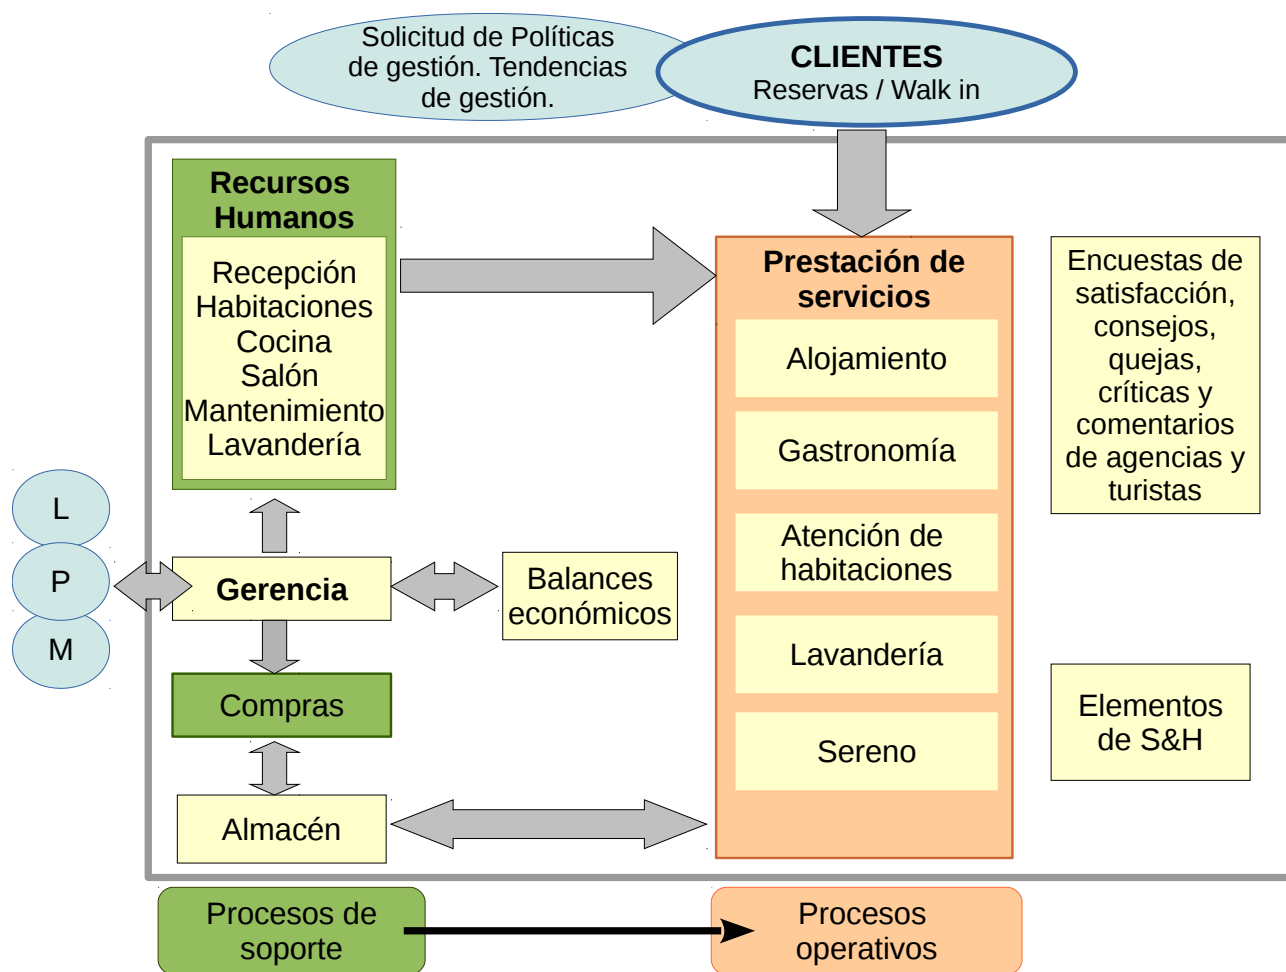 Solicitud de Políticas
de gestión. Tendencias
de gestión.
CLIENTES
Reservas / Walk in
Recursos
Humanos
Recepción
Habitaciones
Cocina
Salón
Mantenimiento
Lavandería
Prestación de
servicios
Alojamiento
Gastronomía
Atención de
habitaciones
Lavandería
Sereno
Encuestas de
satisfacción,
consejos,
quejas,
críticas y
comentarios
de agencias y
turistas
L
P
M
Gerencia
Balances
económicos
Compras
Almacén
Elementos
de S&H
Procesos de
soporte
Procesos
operativos